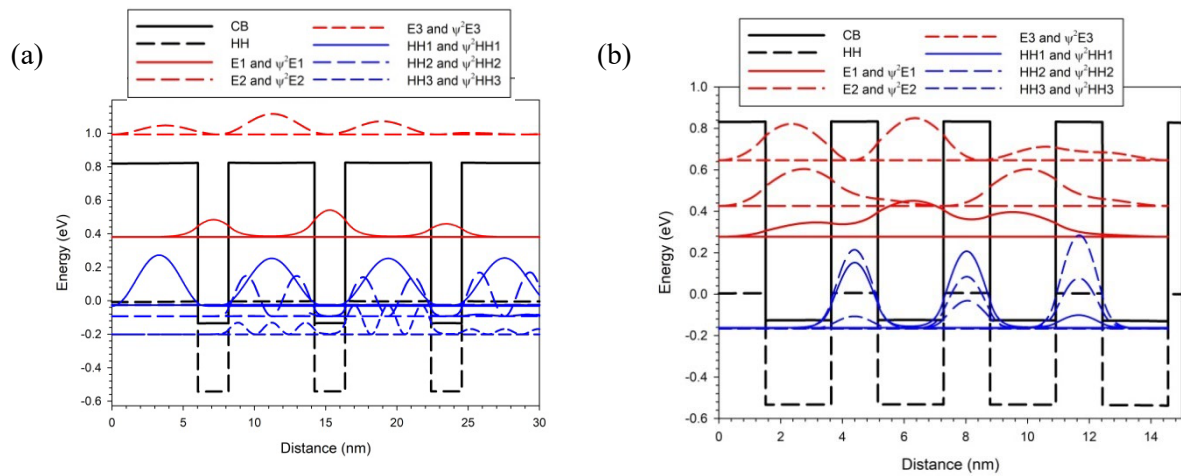 (a)
CB
HH
E1 and ψ²E1
E2 and ψ²E2
E3 and ψ²E3
HH1 and ψ²HH1
HH2 and ψ²HH2
HH3 and ψ²HH3
Energy (eV)
1.0
0.8
0.6
0.4
0.2
0.0
-0.2
-0.4
-0.6
0
5
10
15
20
25
30
Distance (nm)
(b)
CB
HH
E1 and ψ²E1
E2 and ψ²E2
E3 and ψ²E3
HH1 and ψ²HH1
HH2 and ψ²HH2
HH3 and ψ²HH3
Energy (eV)
0.8
0.6
0.4
0.2
0.0
-0.2
-0.4
-0.6
0
2
4
6
8
10
12
14
Distance (nm)